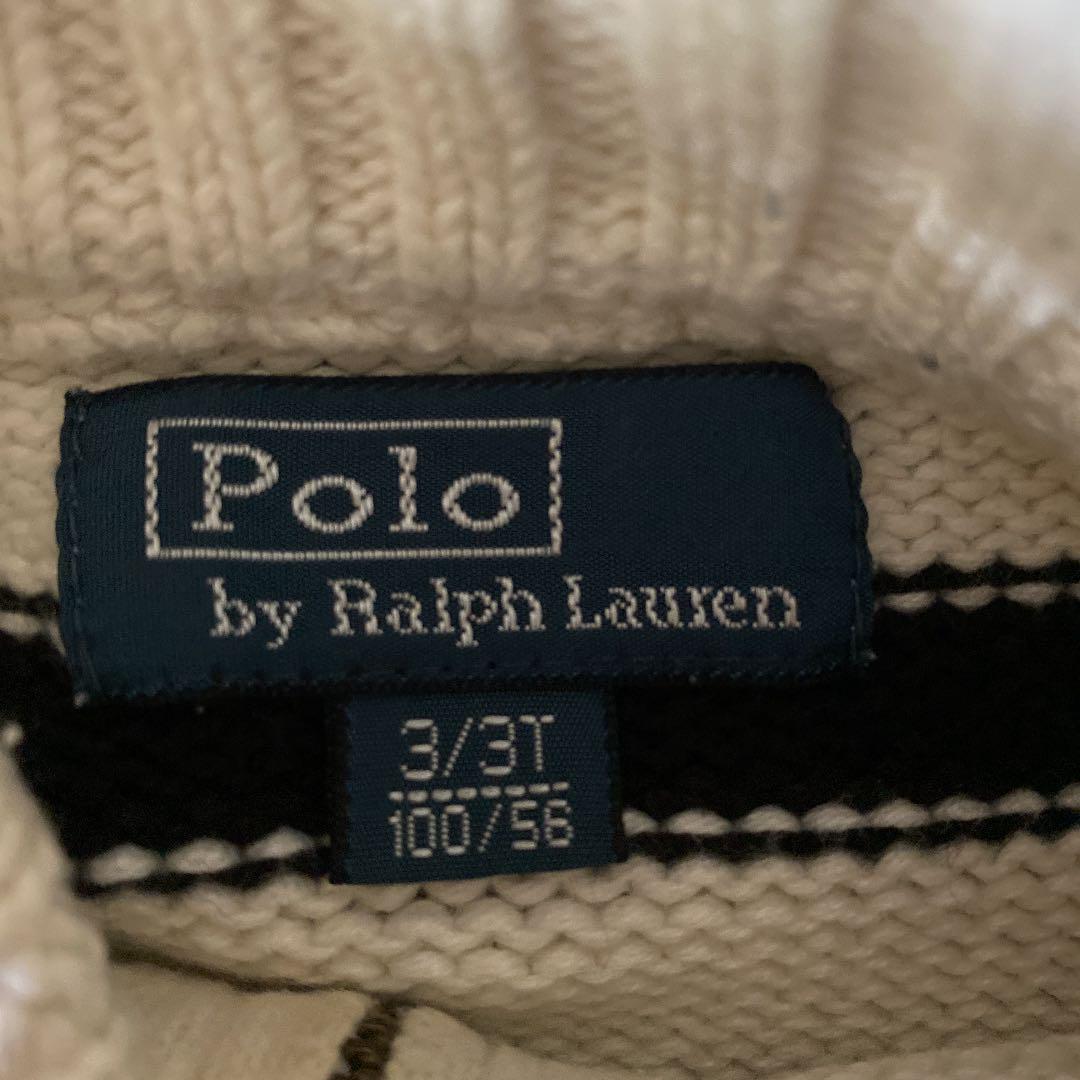 Polo
by Ralph Lauren
3/3T
100/56